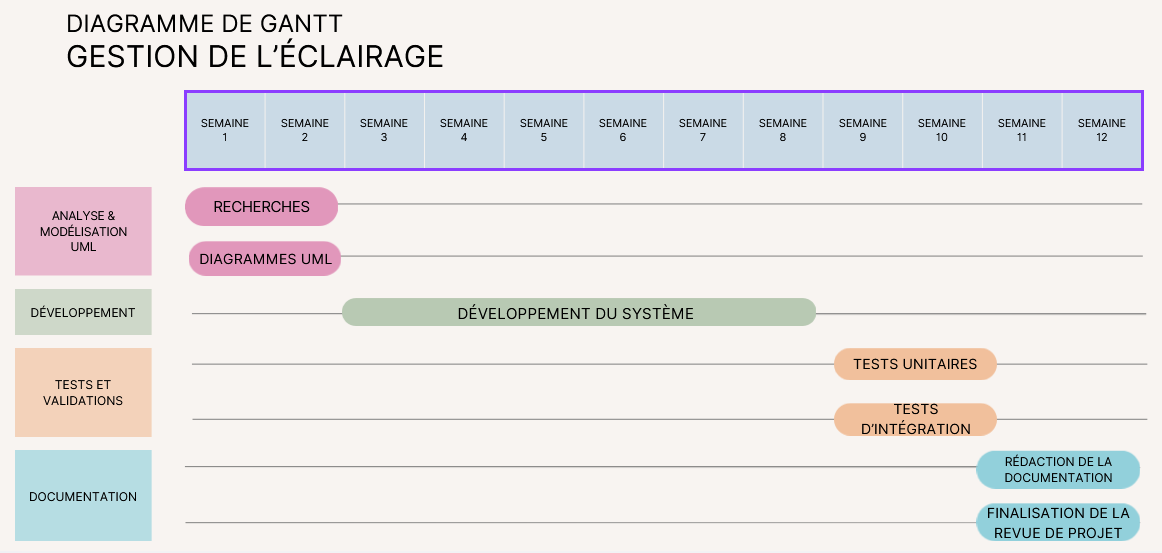 DIAGRAMME DE GANTT
GESTION DE L’ÉCLAIRAGE
SEMAINE
1
SEMAINE
2
SEMAINE
3
SEMAINE
4
SEMAINE
5
SEMAINE
6
SEMAINE
7
SEMAINE
8
SEMAINE
9
SEMAINE
10
SEMAINE
11
SEMAINE
12
ANALYSE &
MODÉLISATION
UML
RECHERCHES
DIAGRAMMES UML
DÉVELOPPEMENT
DÉVELOPPEMENT DU SYSTÈME
TESTS ET
VALIDATIONS
TESTS UNITAIRES
TESTS
D’INTÉGRATION
DOCUMENTATION
RÉDACTION DE LA
DOCUMENTATION
FINALISATION DE LA
REVUE DE PROJET